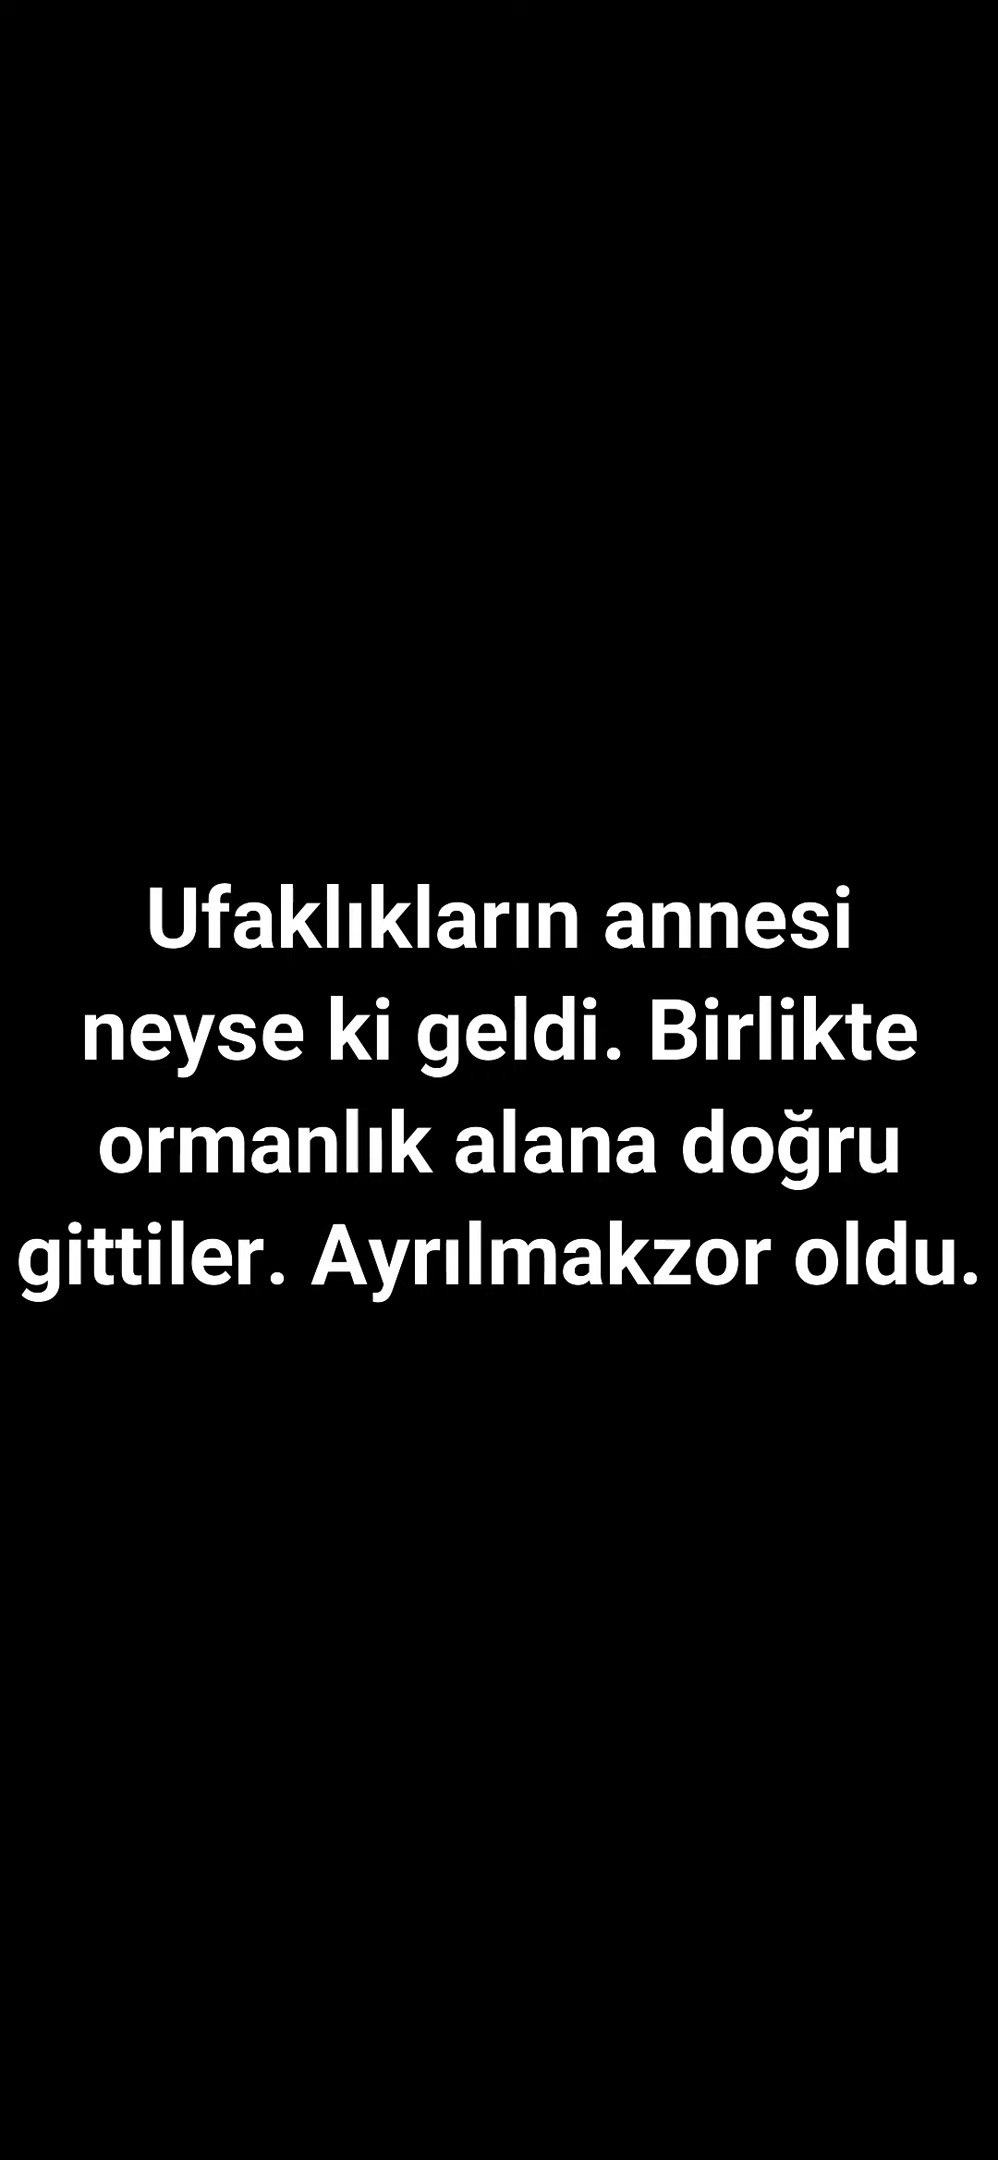 Ufaklıkların annesi
neyse ki geldi. Birlikte
ormanlık alana doğru
gittiler. Ayrılmakzor oldu.